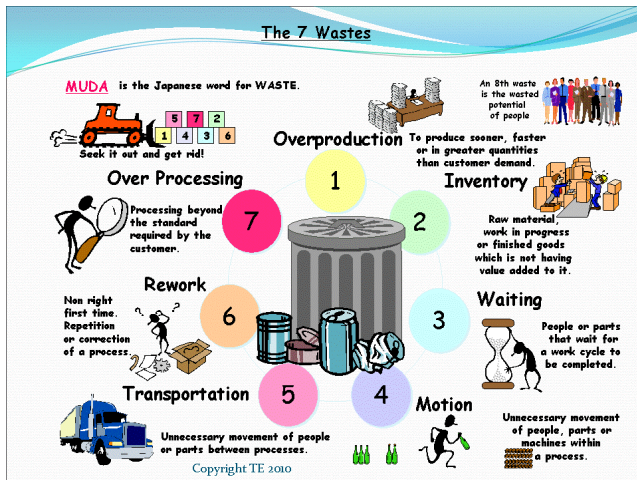 The 7 Wastes
MUDA is the Japanese word for WASTE.
5 7 2
1 4 3 6
Seek it out and get rid!
An 8th waste
is the wasted
potential
of people
Overproduction
To produce sooner, faster
or in greater quantities
than customer demand.
1
Inventory
2
Raw material,
work in progress
or finished goods
which is not having
value added to it.
Waiting
3
People or parts
that wait for
a work cycle to
be completed.
Motion
4
Unnecessary movement
of people, parts or
machines within
a process.
Transportation
5
Unnecessary movement of people
or parts between processes.
Rework
6
Non right
first time.
Repetition
or correction
of a process
? ?
Over Processing
7
Processing beyond
the standard
required by the
customer.
Copyright TE 2010